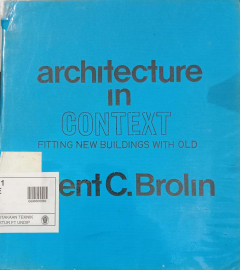 architecture
in
CONTEXT
FITTING NEW BUILDINGS WITH OLD
ent C. Brolin